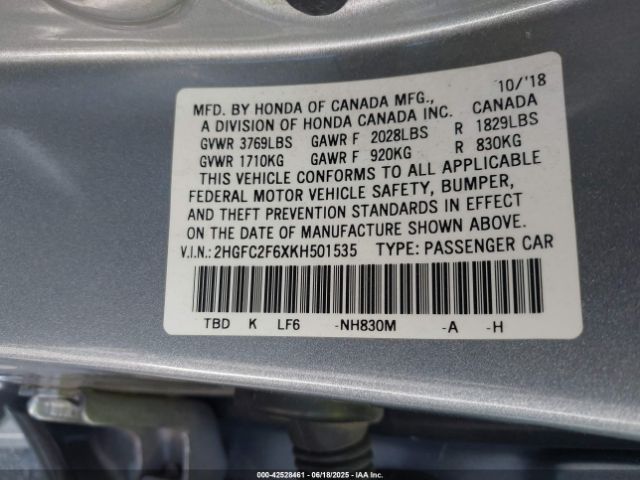 10/'18
MFD. BY HONDA OF CANADA MFG.,
A DIVISION OF HONDA CANADA INC. CANADA
GVWR 3769LBS GAWR F 2028LBS R 1829LBS
GVWR 1710KG GAWR F 920KG R 830KG
THIS VEHICLE CONFORMS TO ALL APPLICABLE
FEDERAL MOTOR VEHICLE SAFETY, BUMPER,
AND THEFT PREVENTION STANDARDS IN EFFECT
ON THE DATE OF MANUFACTURE SHOWN ABOVE.
V.I.N.: 2HGFC2F6XKH501535 TYPE: PASSENGER CAR
TBD K LF6 -NH830M -A -H
000-42528461 - 06/18/2025 - IAAI.COM